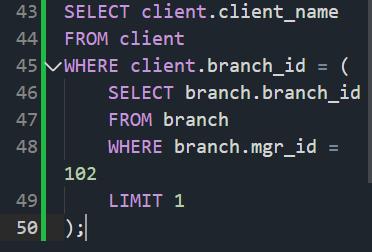 43 SELECT client.client_name
44 FROM client
45 WHERE client.branch_id = (
46 SELECT branch.branch_id
47 FROM branch
48 WHERE branch.mgr_id =
102
49 LIMIT 1
50 );